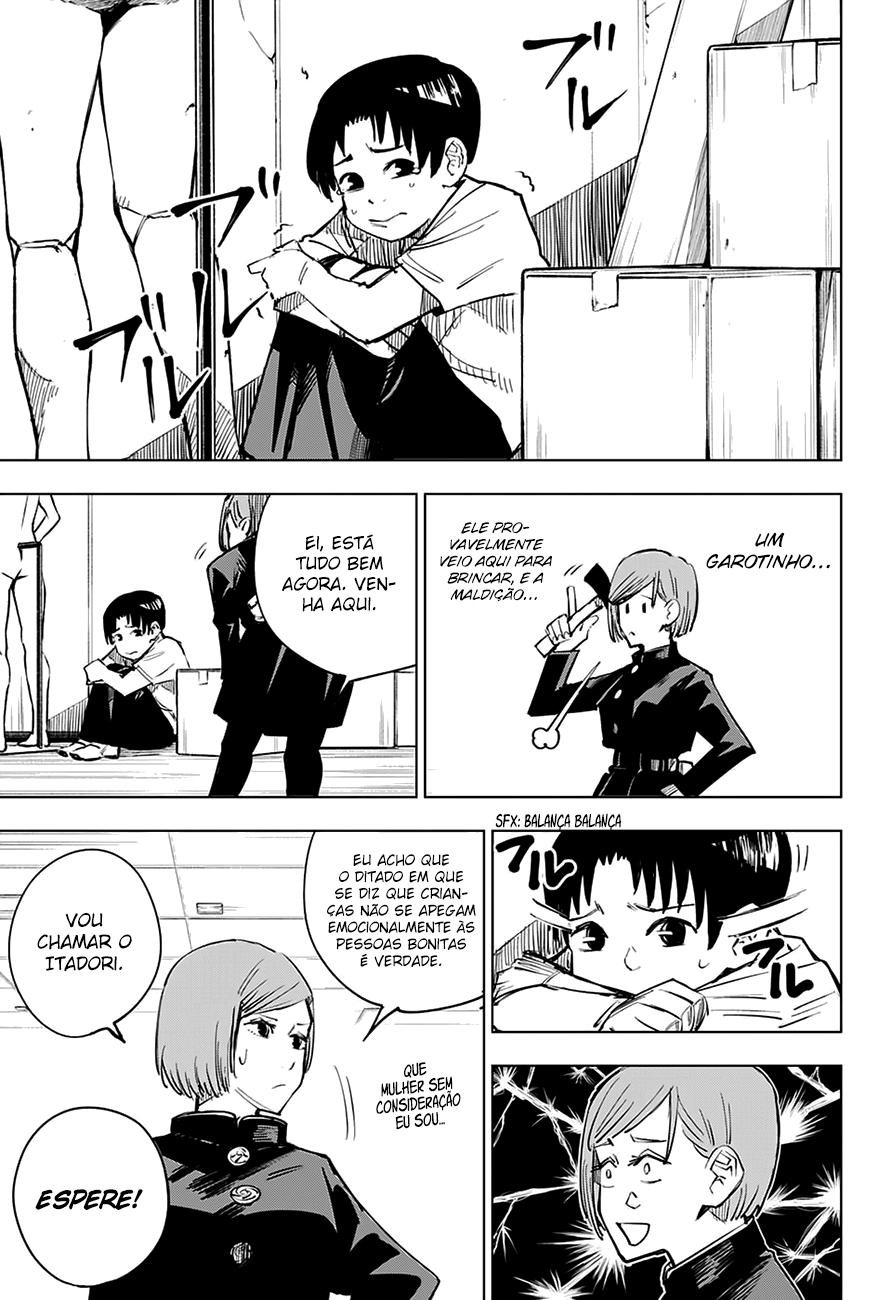 ブル
ブル
ブル
UM
GAROTINHO...
ELE PRO-
VAVELMENTE
VEIO AQUI PARA
BRINCAR, E A
MALDIÇÃO...
EI, ESTÁ
TUDO BEM
AGORA. VEN-
HA AQUI.
SFX: BALANÇA BALANÇA
フル
フル
EU ACHO QUE
O DITADO EM QUE
SE DIZ QUE CRIAN-
ÇAS NÃO SE APEGAM
EMOCIONALMENTE ÀS
PESSOAS BONITAS
É VERDADE.
QUE
MULHER SEM
CONSIDERAÇÃO
EU SOU...
VOU
CHAMAR O
ITADORI.
ESPERE!